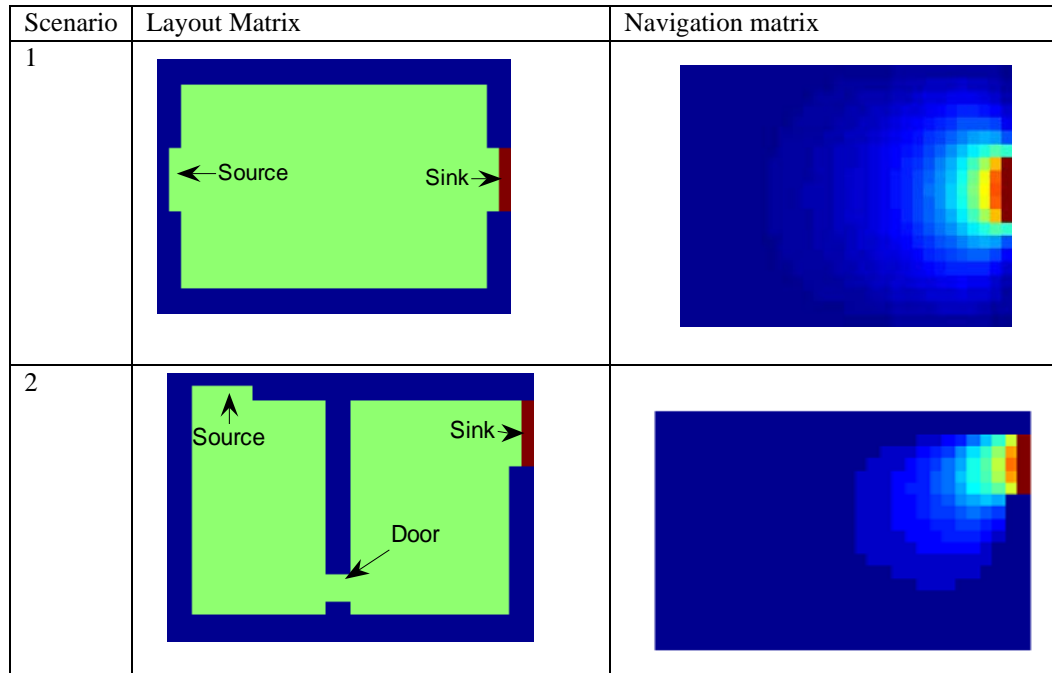 Scenario Layout Matrix Navigation matrix
1
Source
Sink
2
Source
Sink
Door